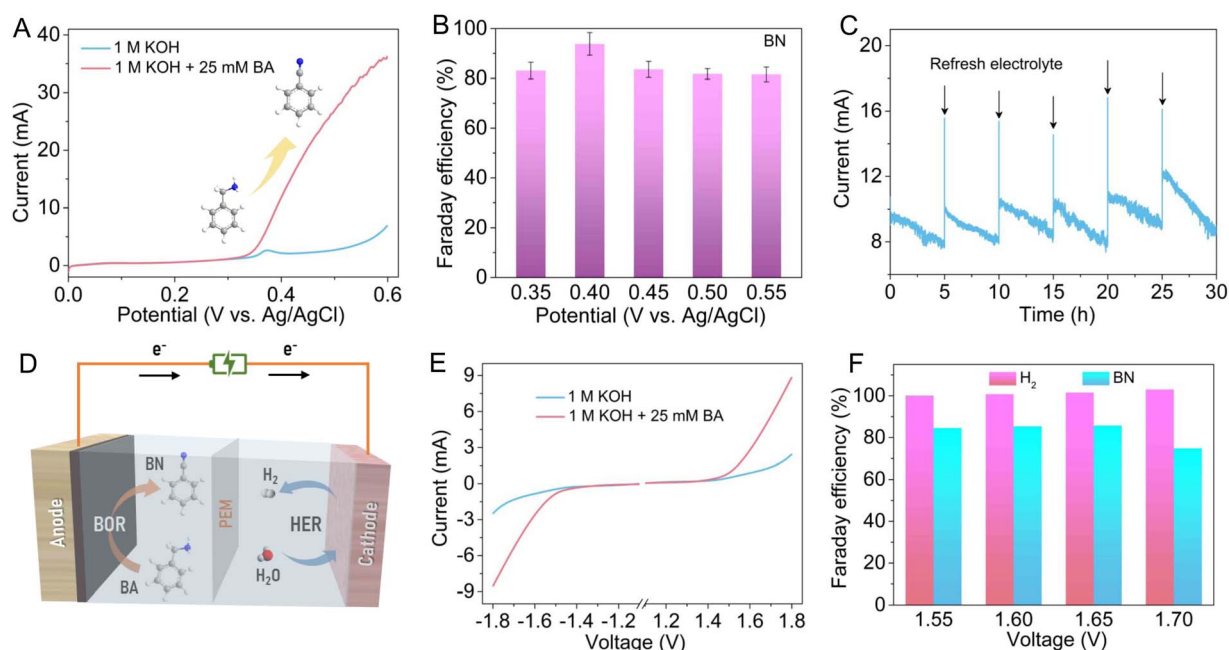 A
Current (mA)
40
30
20
10
0
1 M KOH
1 M KOH + 25 mM BA
0.0 0.2 0.4 0.6
Potential (V vs. Ag/AgCl)
B
Faraday efficiency (%)
100
80
60
40
20
0
BN
0.35 0.40 0.45 0.50 0.55
Potential (V vs. Ag/AgCl)
C
Current (mA)
20
16
12
8
Refresh electrolyte
0 5 10 15 20 25 30
Time (h)
D
e⁻ e⁻
Anode
BOR
BN
BA
PEM
H₂
H₂O
HER
Cathode
E
Current (mA)
9
6
3
0
-3
-6
-9
1 M KOH
1 M KOH + 25 mM BA
-1.8 -1.6 -1.4 -1.2 1.2 1.4 1.6 1.8
Voltage (V)
F
Faraday efficiency (%)
100
80
60
40
20
0
H₂ BN
1.55 1.60 1.65 1.70
Voltage (V)